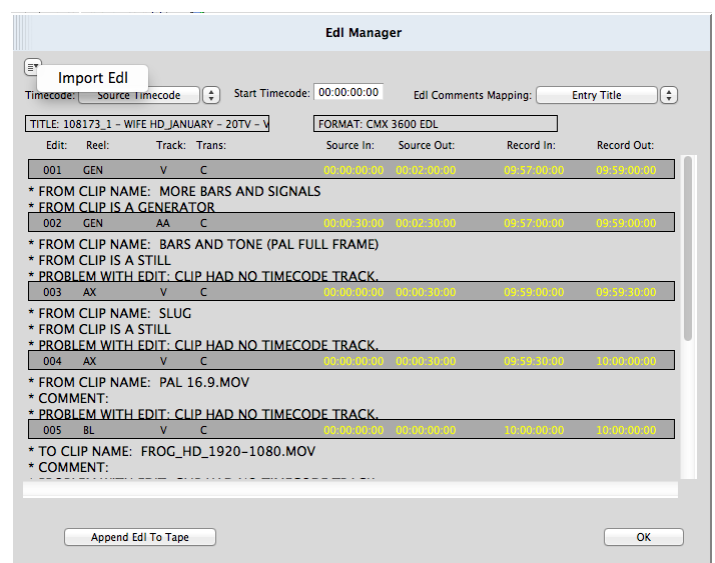 Edl Manager
Import Edl
Timecode: Source Timecode Start Timecode: 00:00:00:00 Edl Comments Mapping: Entry Title
TITLE: 108173_1 - WIFE HD_JANUARY - 20TV - FORMAT: CMX 3600 EDL
Edit: Reel: Track: Trans: Source In: Source Out: Record In: Record Out:
001 GEN V C 00:00:00:00 00:02:00:00 09:57:00:00 09:59:00:00
* FROM CLIP NAME: MORE BARS AND SIGNALS
* FROM CLIP IS A GENERATOR
002 GEN AA C 00:00:30:00 00:02:30:00 09:57:00:00 09:59:00:00
* FROM CLIP NAME: BARS AND TONE (PAL FULL FRAME)
* FROM CLIP IS A STILL
* PROBLEM WITH EDIT: CLIP HAD NO TIMECODE TRACK.
003 AX V C 00:00:00:00 00:00:30:00 09:59:00:00 09:59:30:00
* FROM CLIP NAME: SLUG
* FROM CLIP IS A STILL
* PROBLEM WITH EDIT: CLIP HAD NO TIMECODE TRACK.
004 AX V C 00:00:00:00 00:00:30:00 09:59:30:00 10:00:00:00
* FROM CLIP NAME: PAL 16.9.MOV
* COMMENT:
* PROBLEM WITH EDIT: CLIP HAD NO TIMECODE TRACK.
005 BL V C 00:00:00:00 00:00:00:00 10:00:00:00 10:00:00:00
* TO CLIP NAME: FROG_HD_1920-1080.MOV
* COMMENT:
Append Edl To Tape OK